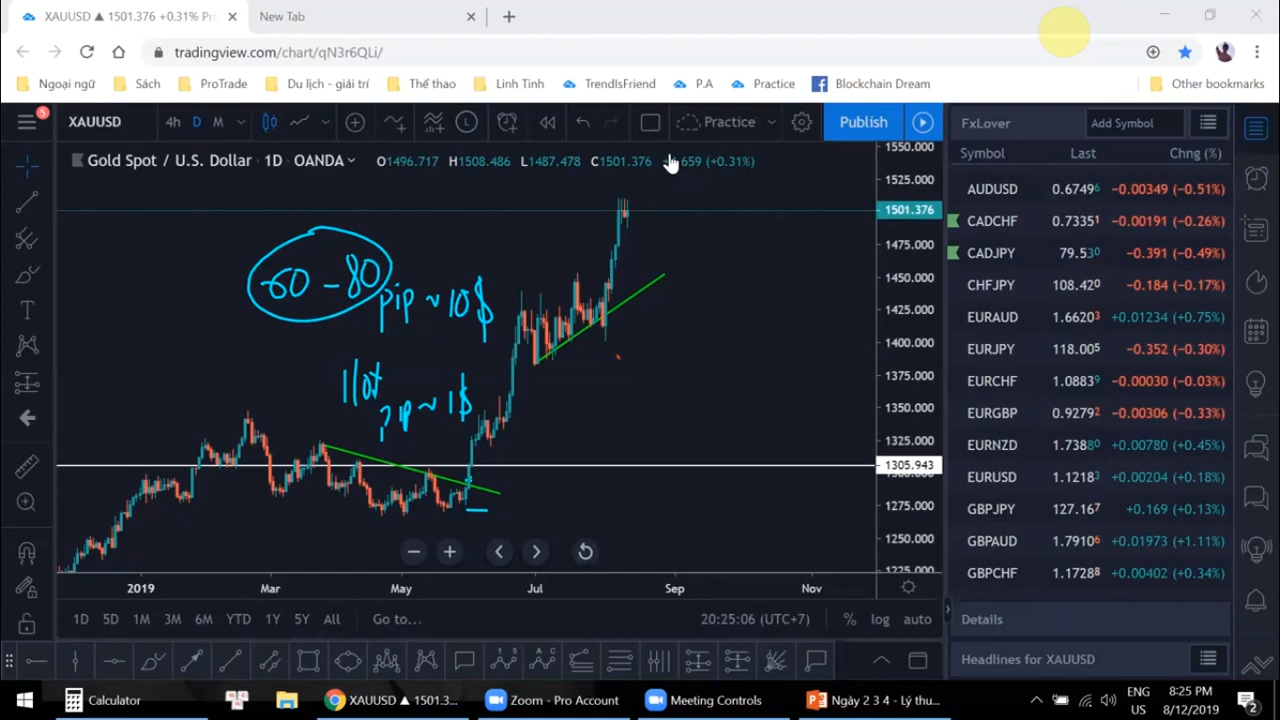 XAUUSD ▲ 1501.376 +0.31% Pr
New Tab
tradingview.com/chart/qN3r6QLi/
Ngoại ngữ Sách ProTrade Du lịch - giải trí Thể thao Linh Tinh TrendIsFriend P.A Practice Blockchain Dream Other bookmarks
5
XAUUSD 4h D M Practice Publish
FxLover Add Symbol
Gold Spot / U.S. Dollar · 1D · OANDA O1496.717 H1508.486 L1487.478 C1501.376 659 (+0.31%)
Symbol Last Chng (%)
AUDUSD 0.67496 −0.00349 (−0.51%)
CADCHF 0.73351 −0.00191 (−0.26%)
CADJPY 79.530 −0.391 (−0.49%)
CHFJPY 108.420 −0.184 (−0.17%)
EURAUD 1.66203 +0.01234 (+0.75%)
EURJPY 118.005 −0.352 (−0.30%)
EURCHF 1.08839 −0.00030 (−0.03%)
EURGBP 0.92792 −0.00306 (−0.33%)
EURNZD 1.73880 +0.00780 (+0.45%)
EURUSD 1.12183 +0.00204 (+0.18%)
GBPJPY 127.167 +0.169 (+0.13%)
GBPAUD 1.79106 +0.01973 (+1.11%)
GBPCHF 1.17288 +0.00402 (+0.34%)
Details
Headlines for XAUUSD
1550.000
1525.000
1501.376
1475.000
1450.000
1425.000
1400.000
1375.000
1350.000
1325.000
1305.943
1275.000
1250.000
1225.000
60 - 80
pip ~ 10$
1 lot
pip ~ 1$
2019 Mar May Jul Sep Nov
1D 5D 1M 3M 6M YTD 1Y 5Y All Go to... 20:25:06 (UTC+7) % log auto
Calculator XAUUSD ▲ 1501.3... Zoom - Pro Account Meeting Controls Ngày 2 3 4 - Lý thu...
ENG
US
8:25 PM
8/12/2019
2